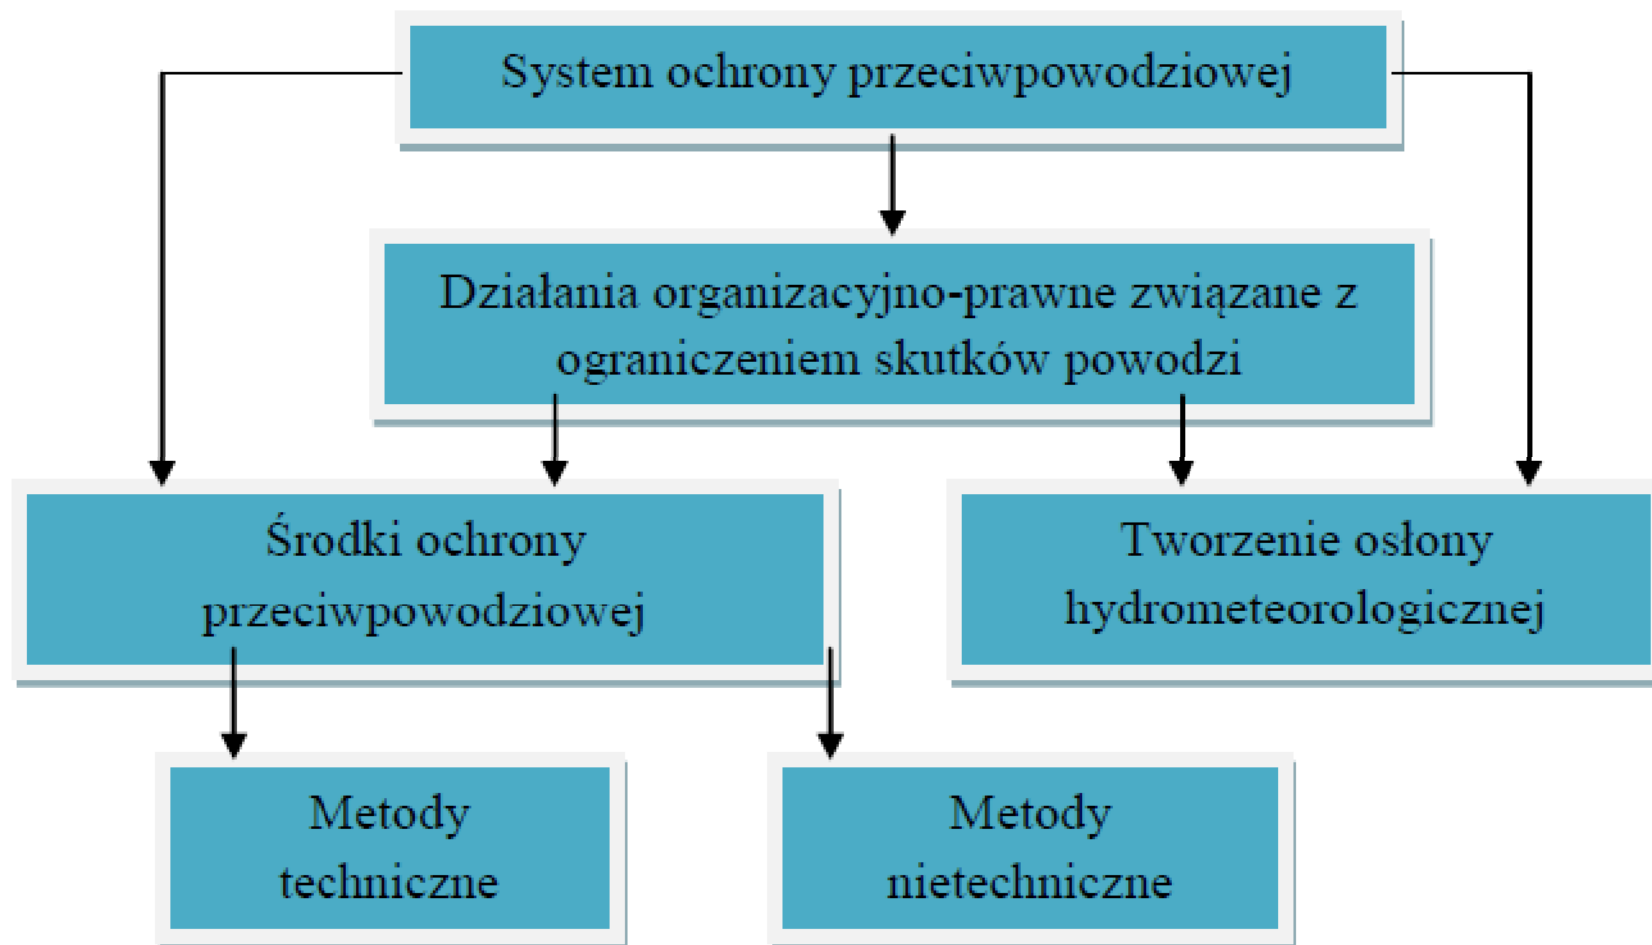 System ochrony przeciwpowodziowej
Działania organizacyjno-prawne związane z
ograniczeniem skutków powodzi
Środki ochrony
przeciwpowodziowej
Tworzenie osłony
hydrometeorologicznej
Metody
techniczne
Metody
nietechniczne